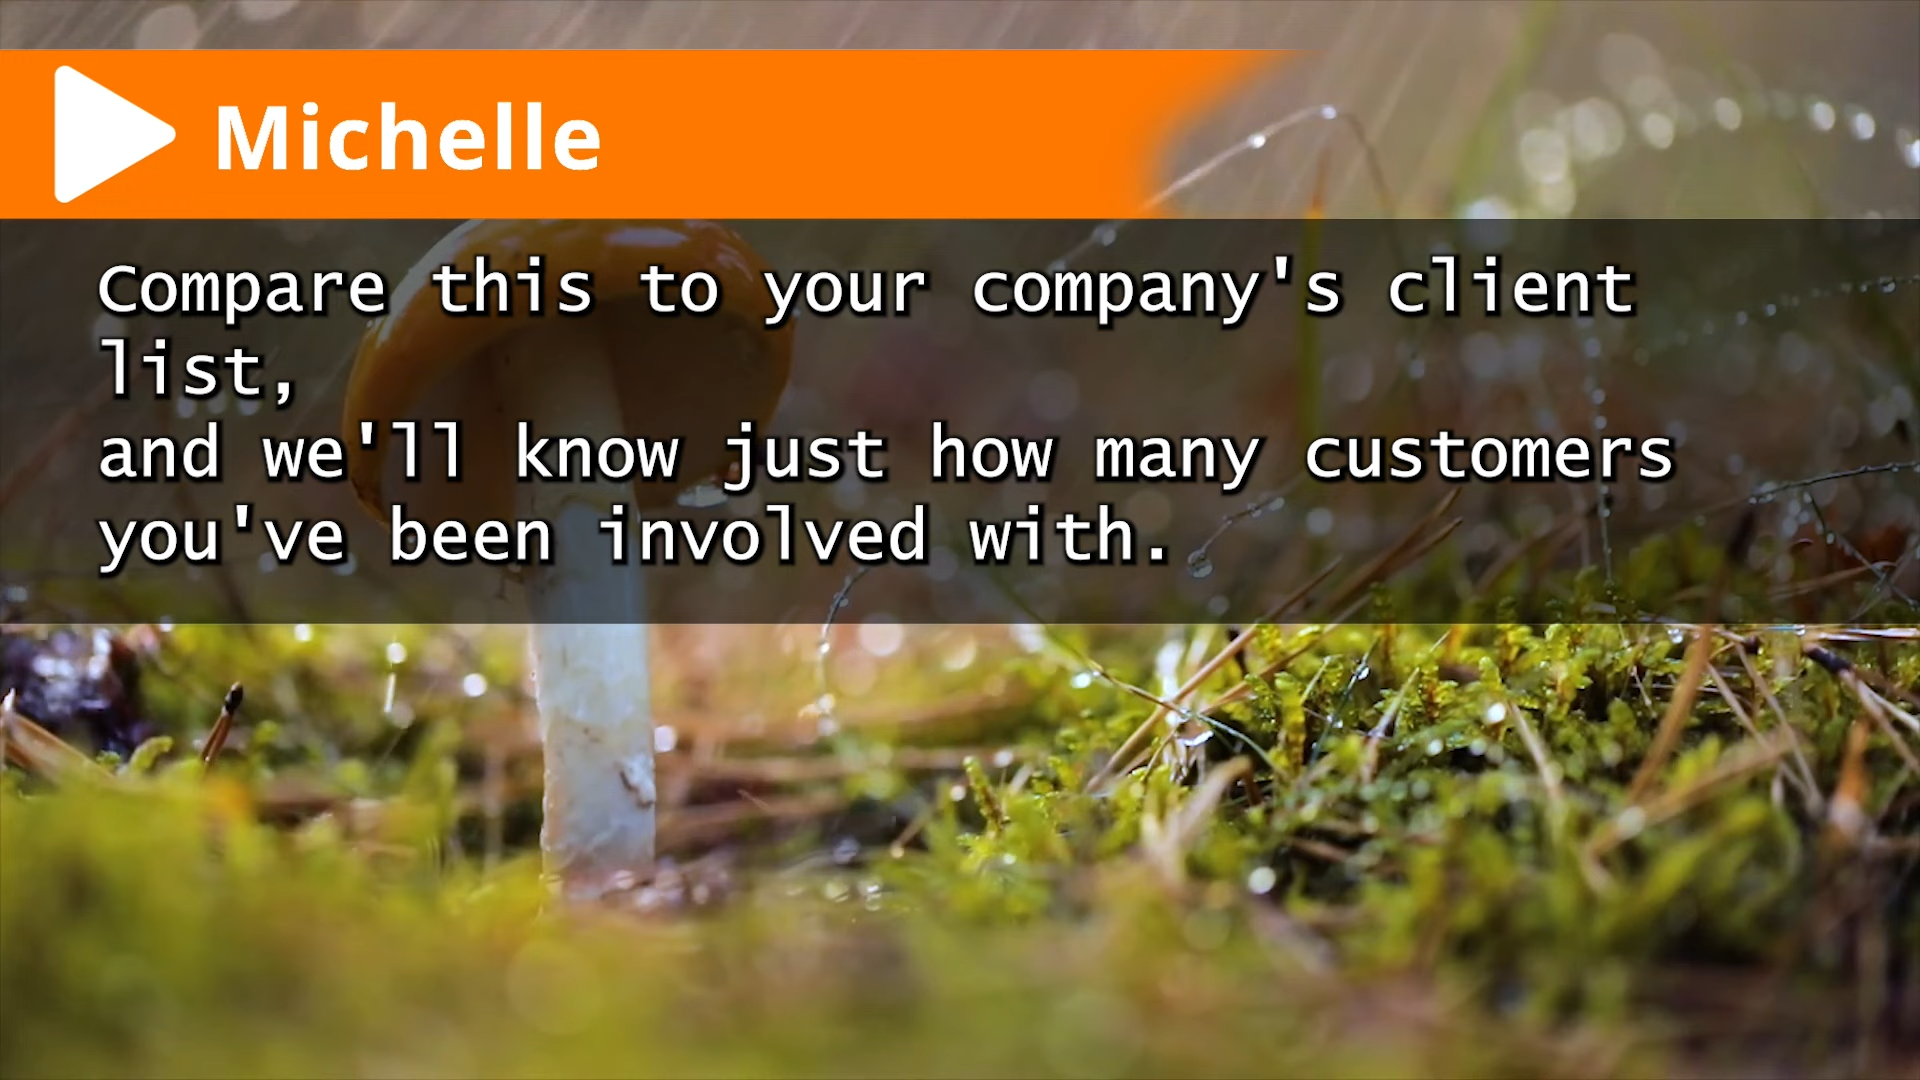 Michelle
Compare this to your company's client
list,
and we'll know just how many customers
you've been involved with.